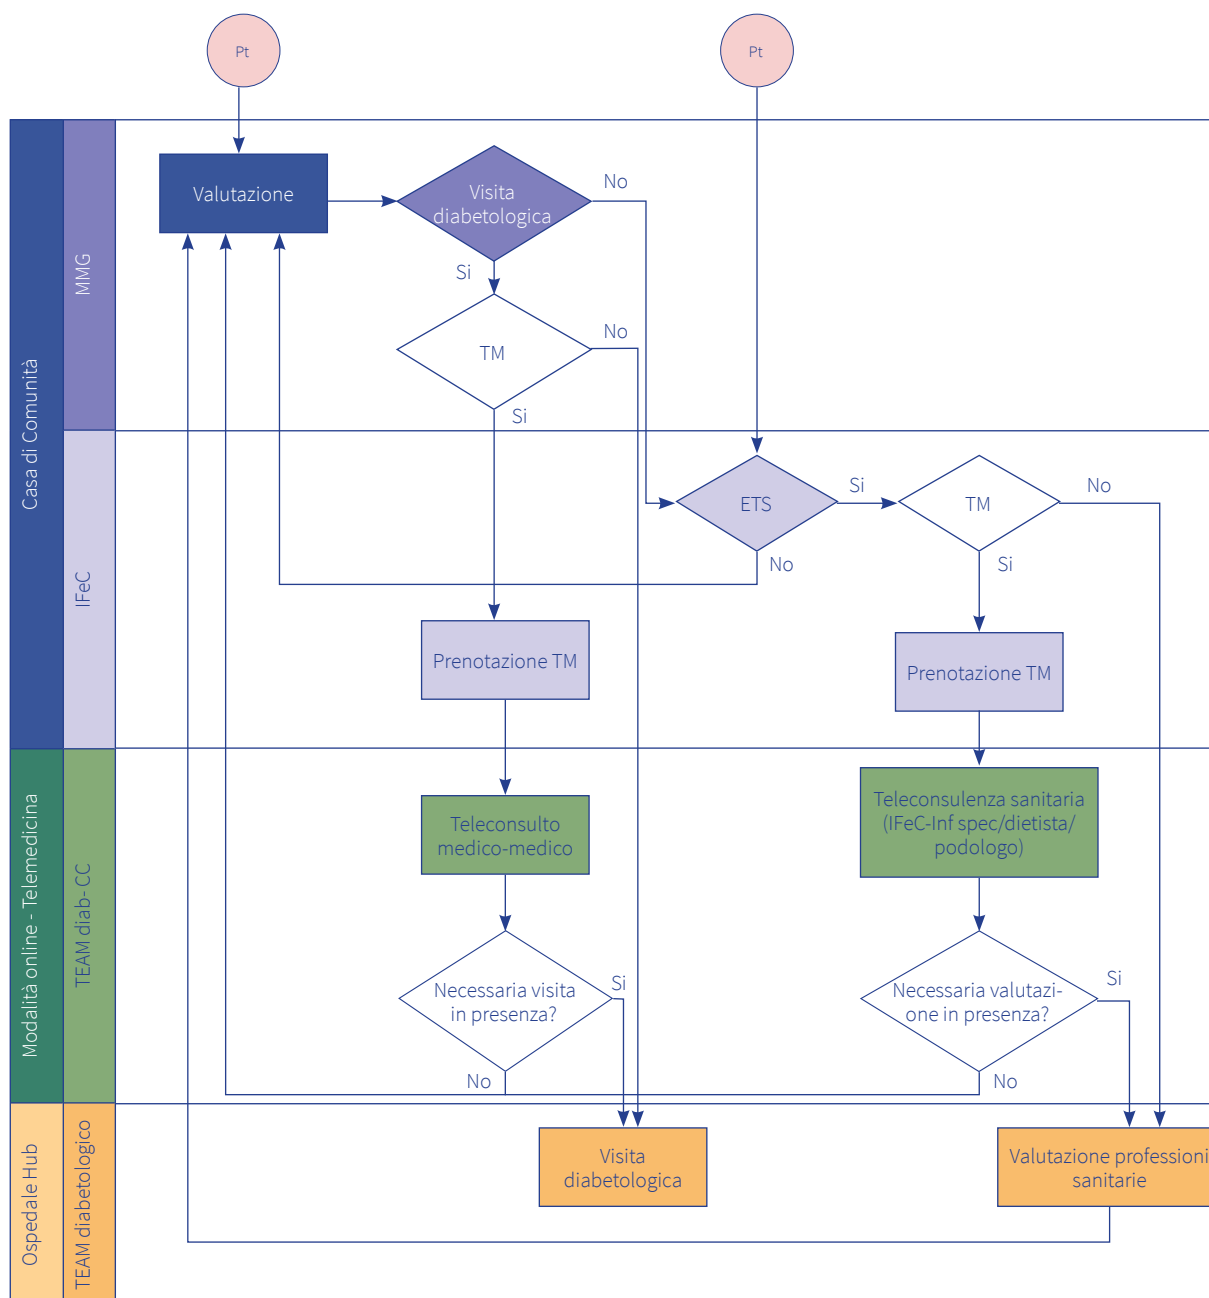 Pt
Pt
Casa di Comunità
MMG
Valutazione
Visita
diabetologica
No
Si
TM
No
Si
IFeC
ETS
Si
No
TM
No
Si
Prenotazione TM
Prenotazione TM
Modalità online - Telemedicina
TEAM diab- CC
Teleconsulto
medico-medico
Teleconsulenza sanitaria
(IFeC-Inf spec/dietista/
podologo)
Necessaria visita
in presenza?
Si
No
Necessaria valutazi-
one in presenza?
Si
No
Ospedale Hub
TEAM diabetologico
Visita
diabetologica
Valutazione professioni
sanitarie